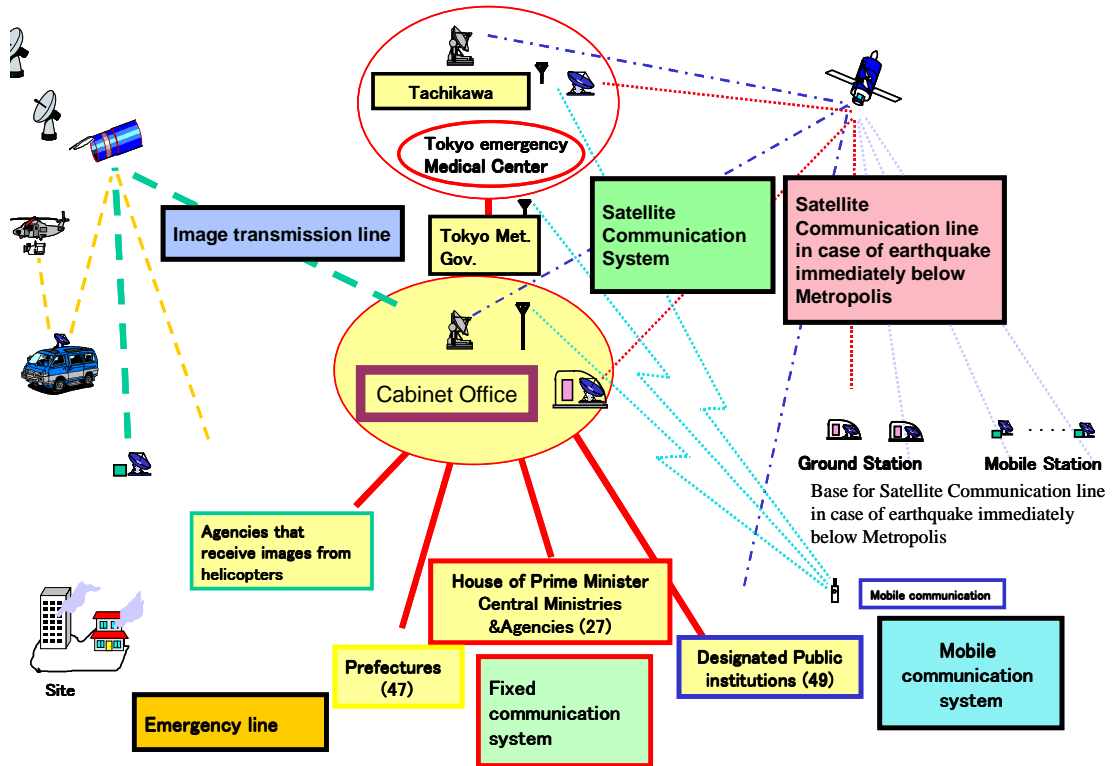 Tachikawa
Tokyo emergency
Medical Center
Image transmission line
Tokyo Met.
Gov.
Satellite
Communication
System
Satellite
Communication line
in case of earthquake
immediately below
Metropolis
Cabinet Office
Ground Station
Mobile Station
Base for Satellite Communication line
in case of earthquake immediately
below Metropolis
Agencies that
receive images from
helicopters
House of Prime Minister
Central Ministries
&Agencies (27)
Mobile communication
Site
Prefectures
(47)
Designated Public
institutions (49)
Mobile
communication
system
Fixed
communication
system
Emergency line